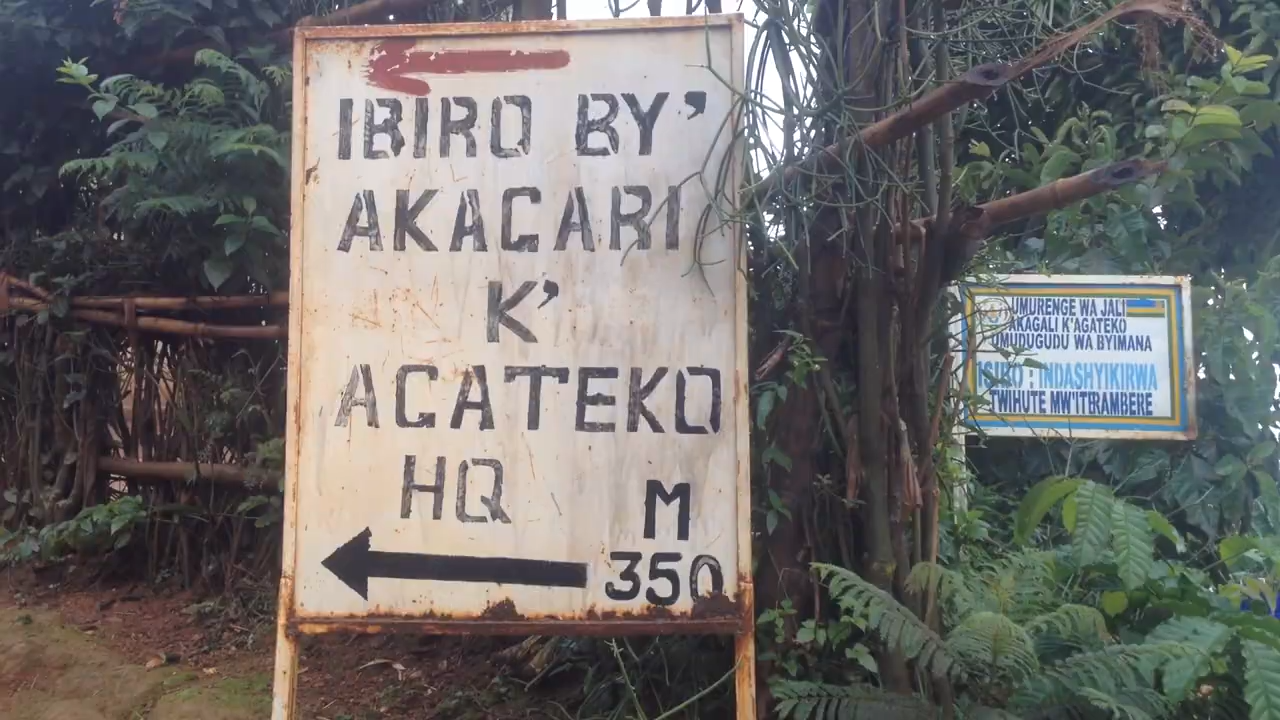 IBIRO BY'
AKAGARI
K'
AGATEKO
HQ
M
350
UMURENGE WA JALI
AKAGALI K'AGATEKO
UMUDUGUDU WA BYIMANA
ISIBO : INDASHYIKIRWA
TWIHUTE MW'ITERAMBERE